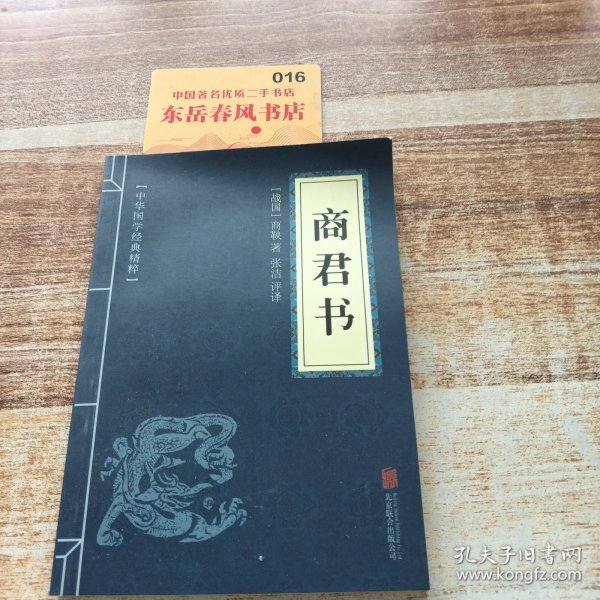 016
中国著名优质二手书店
东岳春风书店
商君书
[战国]商鞅 著 张洁 评译
【中华国学经典精粹】
北京联合出版公司
孔夫子旧书网
www.kongfz.com